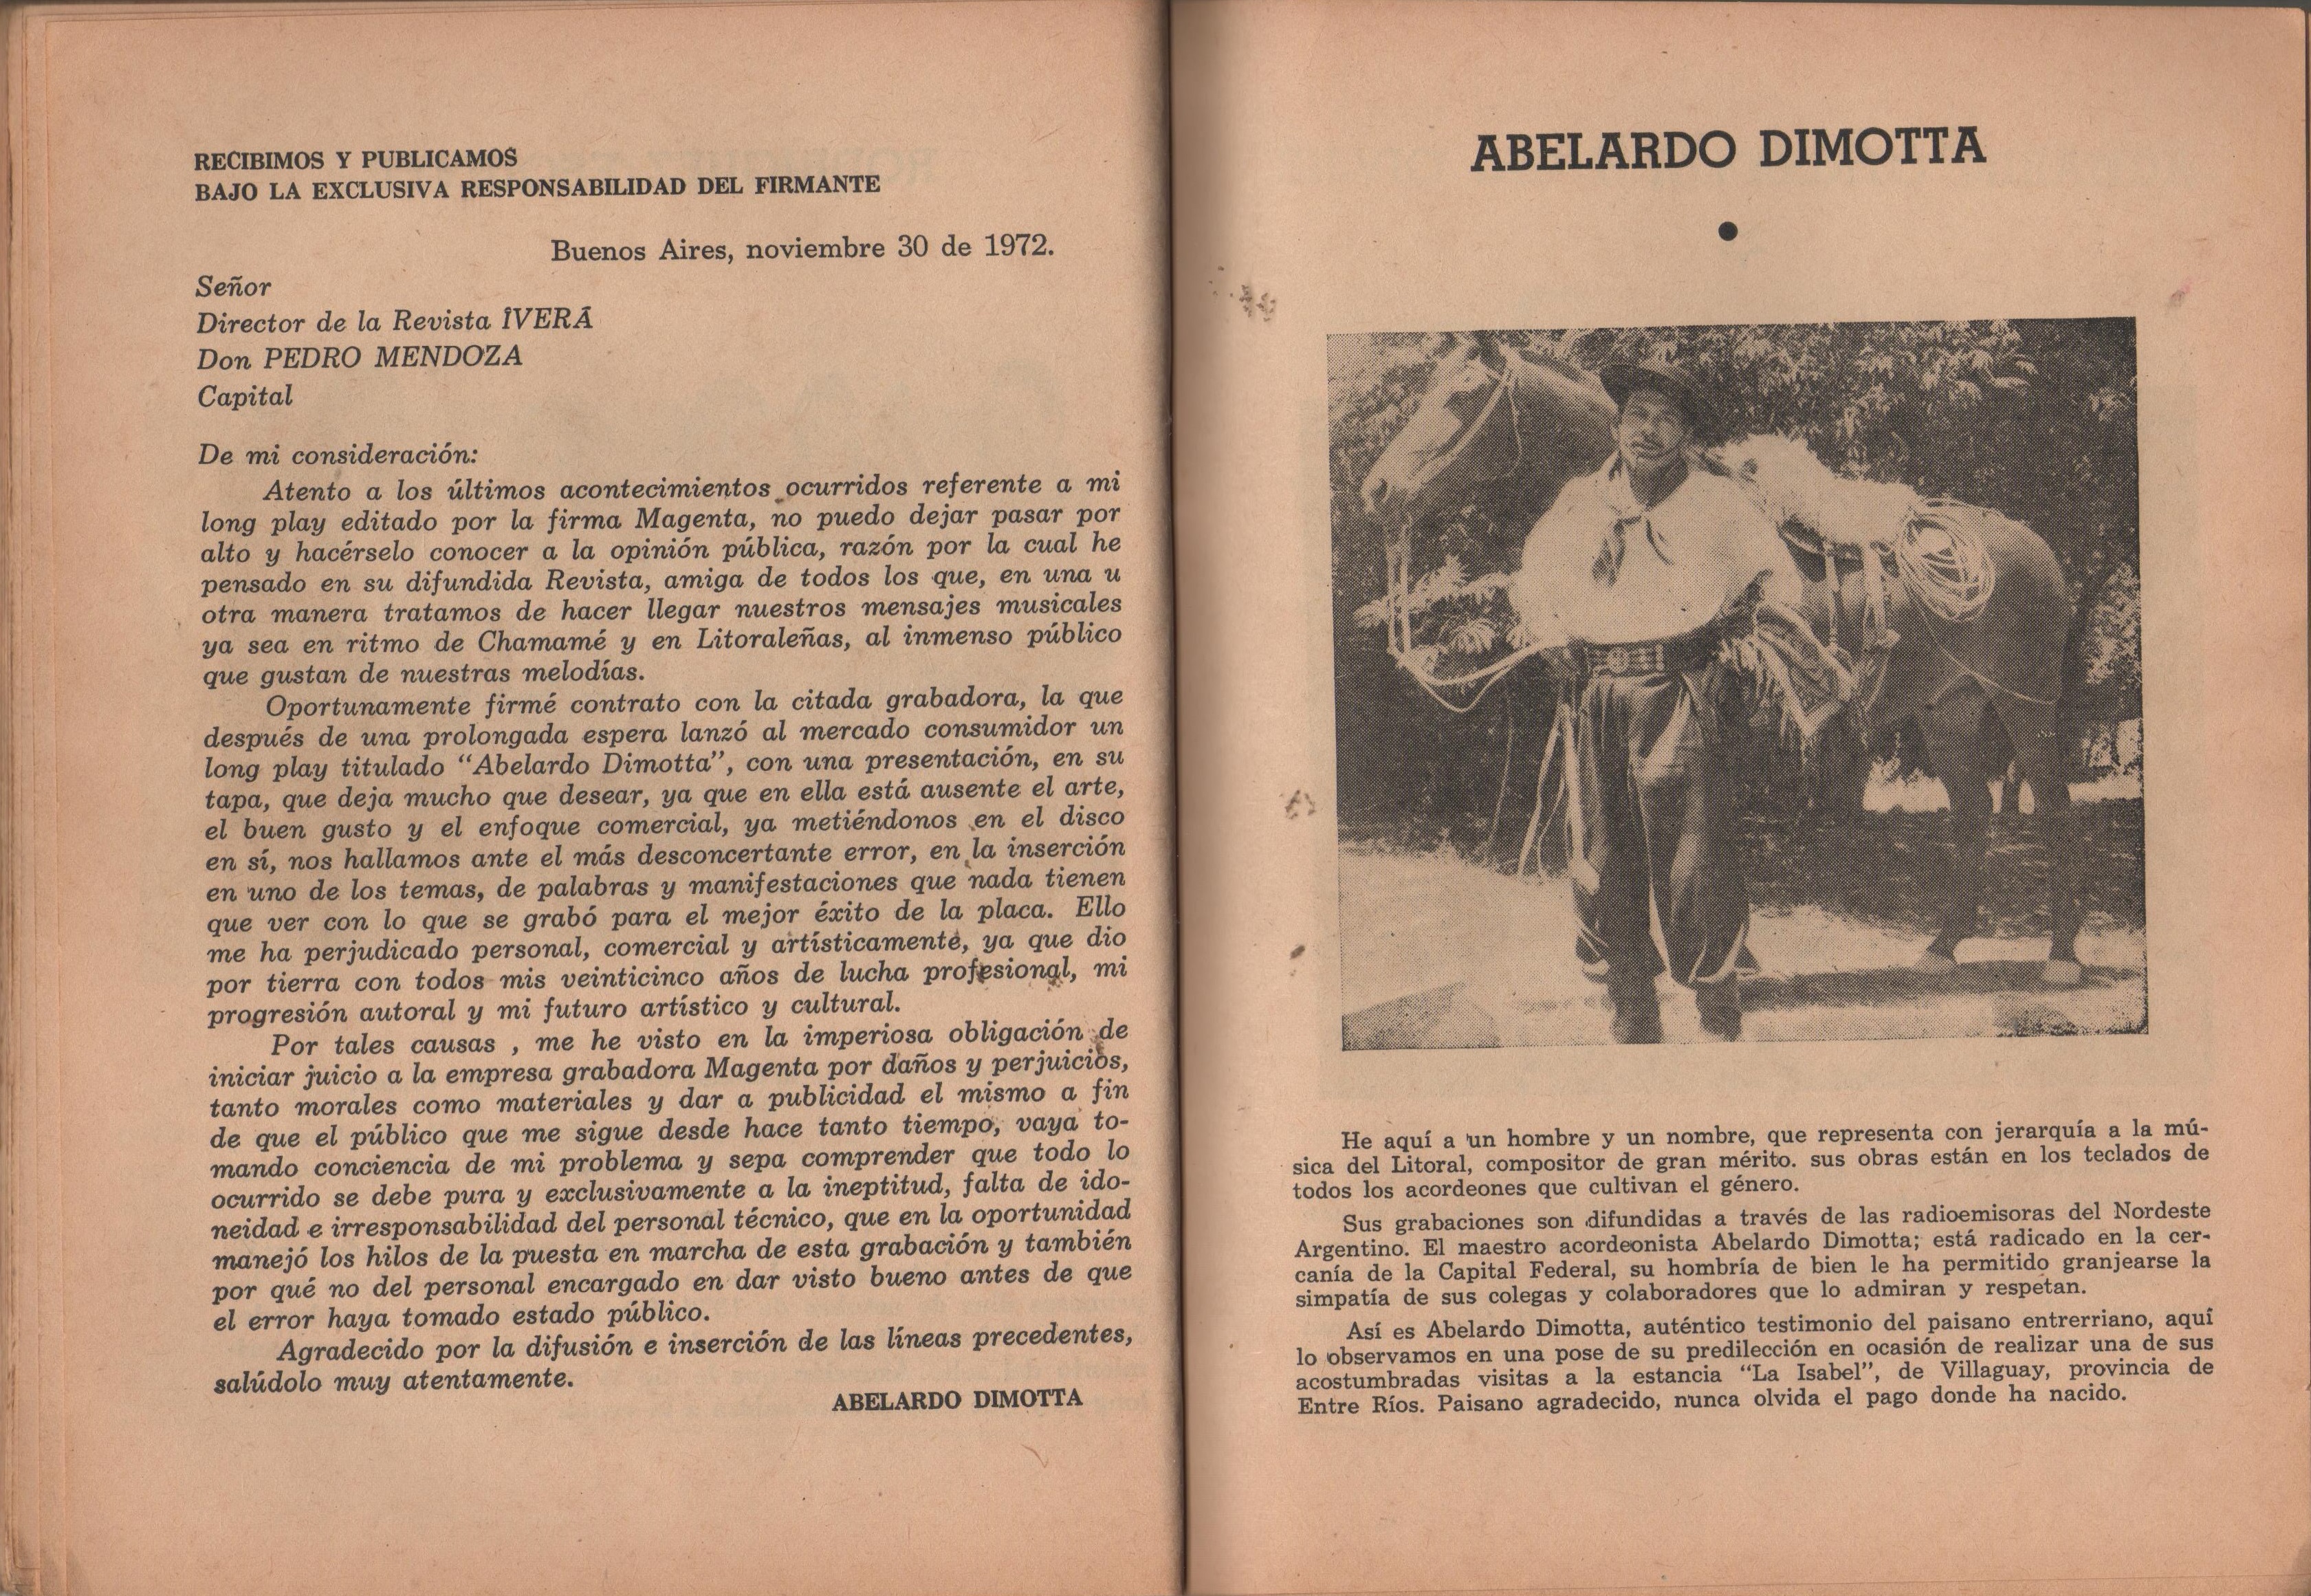 RECIBIMOS Y PUBLICAMOS
BAJO LA EXCLUSIVA RESPONSABILIDAD DEL FIRMANTE
Buenos Aires, noviembre 30 de 1972.
Señor
Director de la Revista ÎVERÁ
Don PEDRO MENDOZA
Capital
De mi consideración:
Atento a los últimos acontecimientos ocurridos referente a mi
long play editado por la firma Magenta, no puedo dejar pasar por
alto y hacérselo conocer a la opinión pública, razón por la cual he
pensado en su difundida Revista, amiga de todos los que, en una u
otra manera tratamos de hacer llegar nuestros mensajes musicales
ya sea en ritmo de Chamamé y en Litoraleñas, al inmenso público
que gustan de nuestras melodías.
Oportunamente firmé contrato con la citada grabadora, la que
después de una prolongada espera lanzó al mercado consumidor un
long play titulado “Abelardo Dimotta”, con una presentación, en su
tapa, que deja mucho que desear, ya que en ella está ausente el arte,
el buen gusto y el enfoque comercial, ya metiéndonos en el disco
en sí, nos hallamos ante el más desconcertante error, en la inserción
en uno de los temas, de palabras y manifestaciones que nada tienen
que ver con lo que se grabó para el mejor éxito de la placa. Ello
me ha perjudicado personal, comercial y artísticamente, ya que dio
por tierra con todos mis veinticinco años de lucha profesional, mi
progresión autoral y mi futuro artístico y cultural.
Por tales causas , me he visto en la imperiosa obligación de
iniciar juicio a la empresa grabadora Magenta por daños y perjuicios,
tanto morales como materiales y dar a publicidad el mismo a fin
de que el público que me sigue desde hace tanto tiempo, vaya to-
mando conciencia de mi problema y sepa comprender que todo lo
ocurrido se debe pura y exclusivamente a la ineptitud, falta de ido-
neidad e irresponsabilidad del personal técnico, que en la oportunidad
manejó los hilos de la puesta en marcha de esta grabación y también
por qué no del personal encargado en dar visto bueno antes de que
el error haya tomado estado público.
Agradecido por la difusión e inserción de las líneas precedentes,
salúdolo muy atentamente.
ABELARDO DIMOTTA
ABELARDO DIMOTTA
He aquí a un hombre y un nombre, que representa con jerarquía a la mú-
sica del Litoral, compositor de gran mérito. sus obras están en los teclados de
todos los acordeones que cultivan el género.
Sus grabaciones son difundidas a través de las radioemisoras del Nordeste
Argentino. El maestro acordeonista Abelardo Dimotta; está radicado en la cer-
canía de la Capital Federal, su hombría de bien le ha permitido granjearse la
simpatía de sus colegas y colaboradores que lo admiran y respetan.
Así es Abelardo Dimotta, auténtico testimonio del paisano entrerriano, aquí
lo observamos en una pose de su predilección en ocasión de realizar una de sus
acostumbradas visitas a la estancia “La Isabel”, de Villaguay, provincia de
Entre Ríos. Paisano agradecido, nunca olvida el pago donde ha nacido.